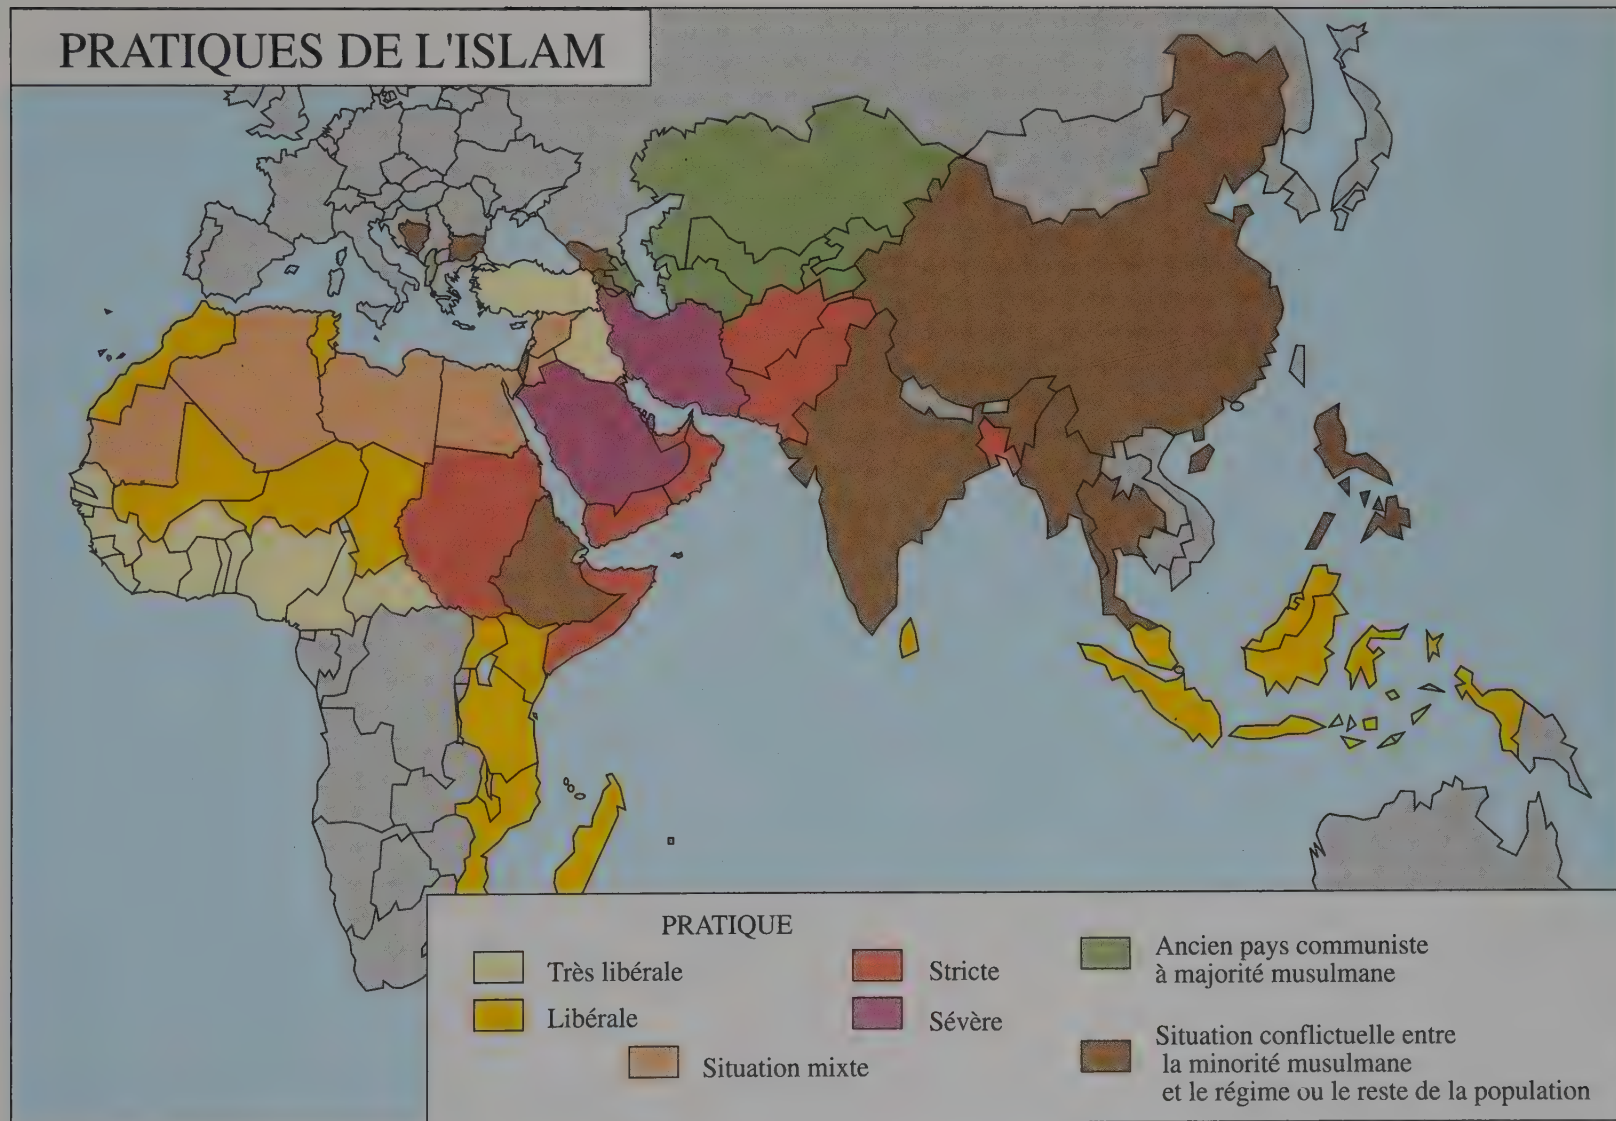 PRATIQUES DE L'ISLAM
PRATIQUE
Très libérale
Libérale
Situation mixte
Stricte
Sévère
Ancien pays communiste
à majorité musulmane
Situation conflictuelle entre
la minorité musulmane
et le régime ou le reste de la population